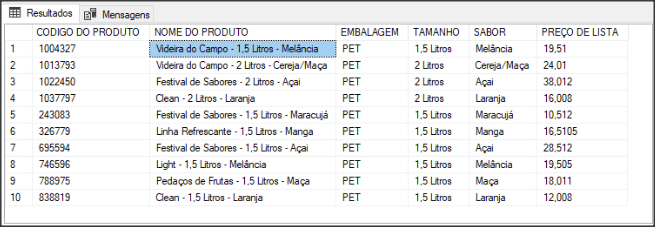 Resultados Mensagens
CODIGO DO PRODUTO NOME DO PRODUTO EMBALAGEM TAMANHO SABOR PREÇO DE LISTA
1 1004327 Videira do Campo - 1,5 Litros - Melância PET 1,5 Litros Melância 19,51
2 1013793 Videira do Campo - 2 Litros - Cereja/Maça PET 2 Litros Cereja/Maça 24,01
3 1022450 Festival de Sabores - 2 Litros - Açai PET 2 Litros Açai 38,012
4 1037797 Clean - 2 Litros - Laranja PET 2 Litros Laranja 16,008
5 243083 Festival de Sabores - 1,5 Litros - Maracujá PET 1,5 Litros Maracujá 10,512
6 326779 Linha Refrescante - 1,5 Litros - Manga PET 1,5 Litros Manga 16,5105
7 695594 Festival de Sabores - 1,5 Litros - Açai PET 1,5 Litros Açai 28,512
8 746596 Light - 1,5 Litros - Melância PET 1,5 Litros Melância 19,505
9 788975 Pedaços de Frutas - 1,5 Litros - Maça PET 1,5 Litros Maça 18,011
10 838819 Clean - 1,5 Litros - Laranja PET 1,5 Litros Laranja 12,008